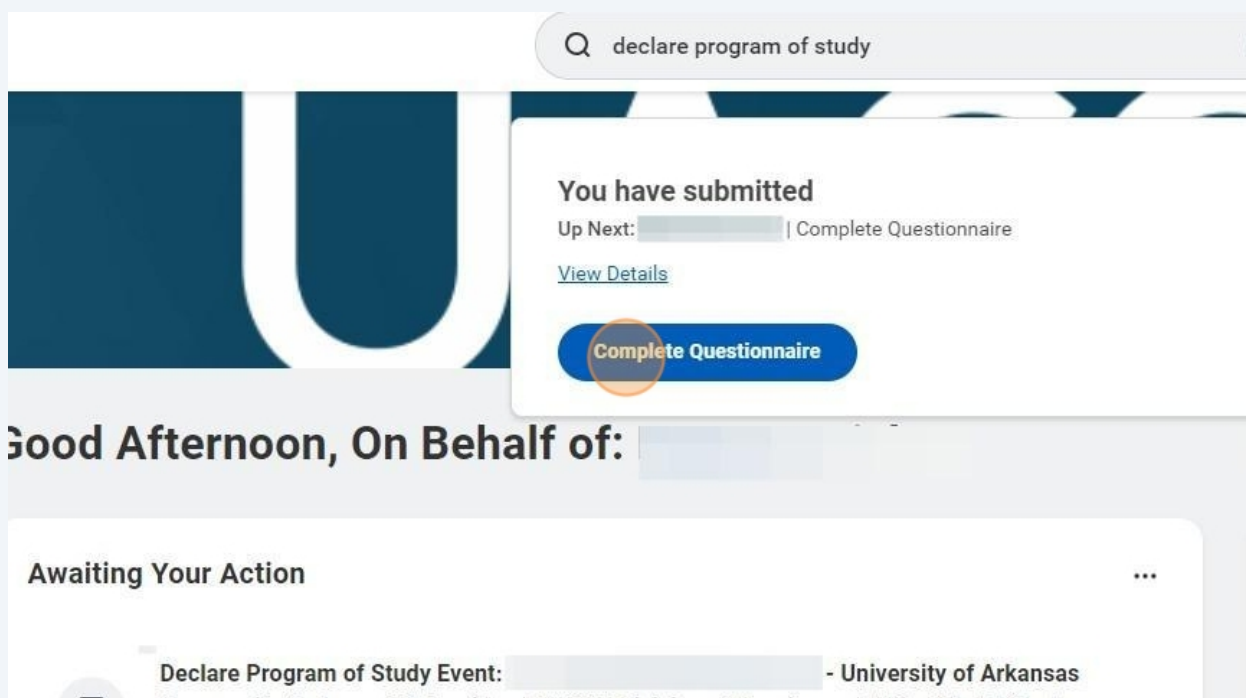 declare program of study
You have submitted
Up Next: | Complete Questionnaire
View Details
Complete Questionnaire
Good Afternoon, On Behalf of:
Awaiting Your Action
Declare Program of Study Event: - University of Arkansas